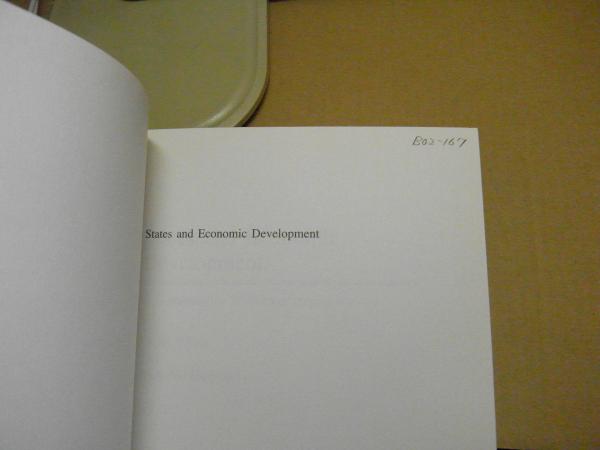 B02-167
States and Economic Development